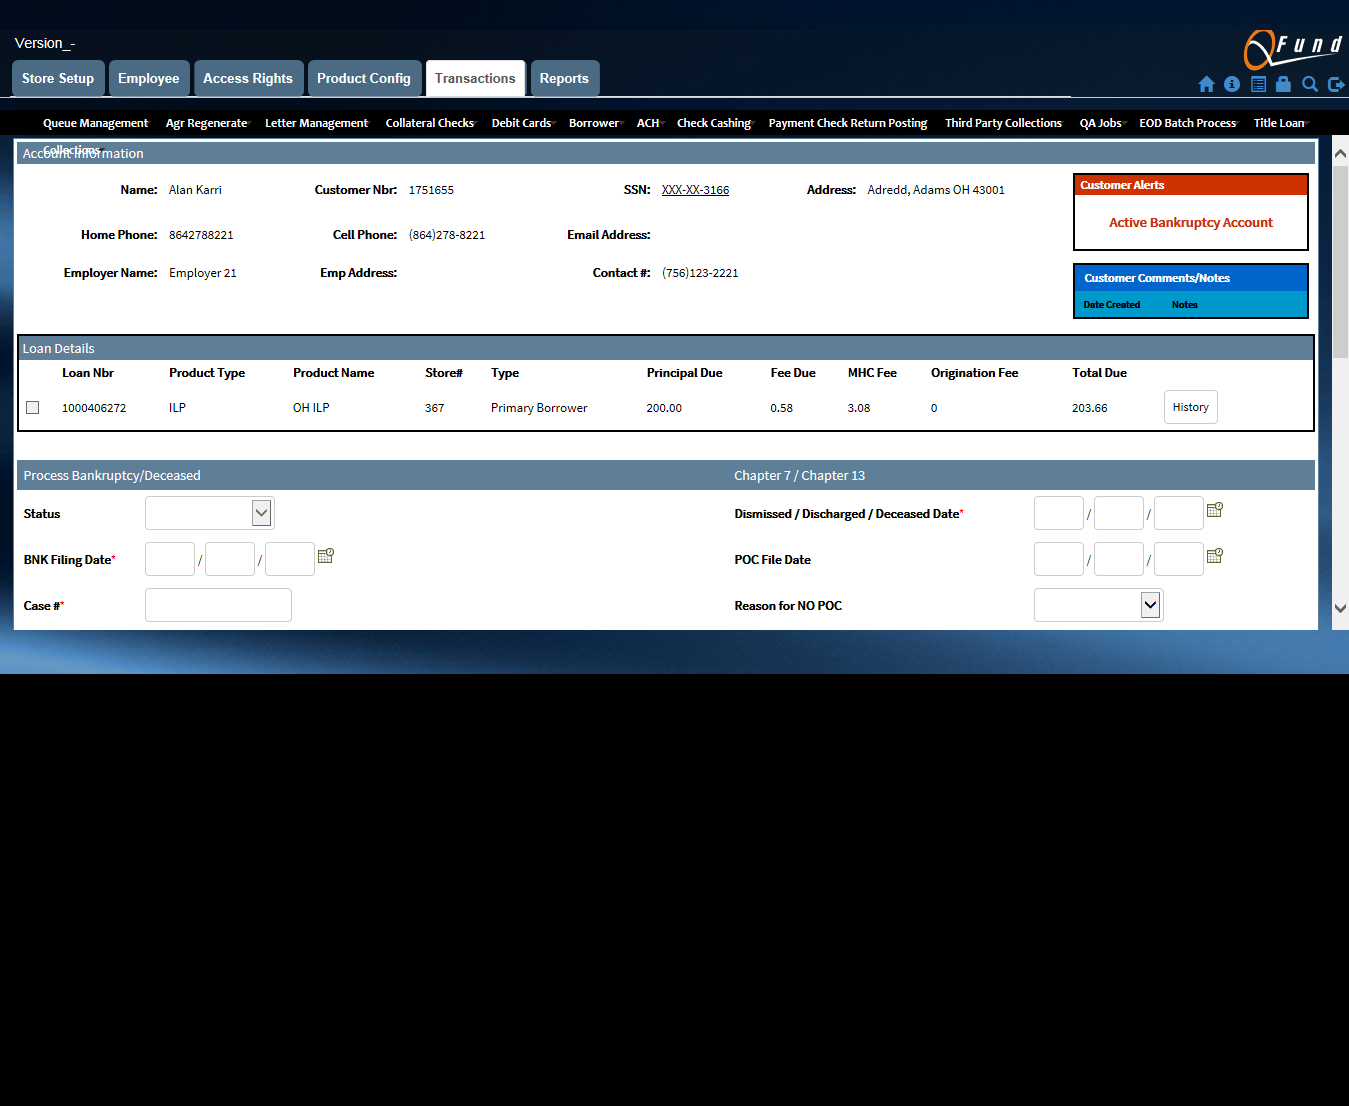 Version_-
QFund
Store Setup Employee Access Rights Product Config Transactions Reports
Queue Management Agr Regenerate Letter Management Collateral Checks Debit Cards Borrower ACH Check Cashing Payment Check Return Posting Third Party Collections QA Jobs EOD Batch Process Title Loan
Collections
Account Information
Name: Alan Karri Customer Nbr: 1751655 SSN: XXX-XX-3166 Address: Adredd, Adams OH 43001
Customer Alerts
Active Bankruptcy Account
Home Phone: 8642788221 Cell Phone: (864)278-8221 Email Address:
Employer Name: Employer 21 Emp Address: Contact #: (756)123-2221
Customer Comments/Notes
Date Created Notes
Loan Details
Loan Nbr Product Type Product Name Store# Type Principal Due Fee Due MHC Fee Origination Fee Total Due
1000406272 ILP OH ILP 367 Primary Borrower 200.00 0.58 3.08 0 203.66 History
Process Bankruptcy/Deceased Chapter 7 / Chapter 13
Status Dismissed / Discharged / Deceased Date* / /
BNK Filing Date* / / POC File Date / /
Case #* Reason for NO POC